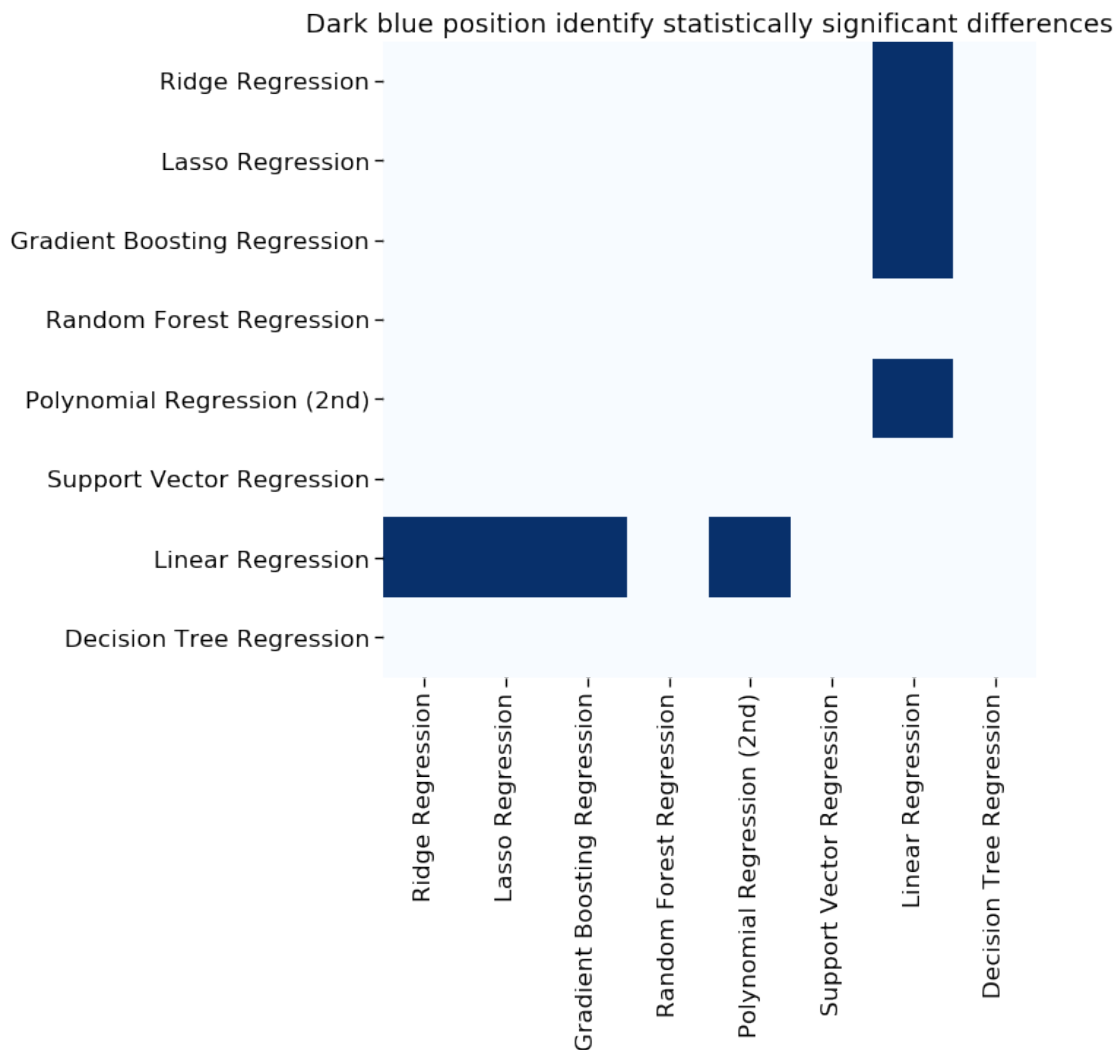 Dark blue position identify statistically significant differences
Ridge Regression
Lasso Regression
Gradient Boosting Regression
Random Forest Regression
Polynomial Regression (2nd)
Support Vector Regression
Linear Regression
Decision Tree Regression
Ridge Regression
Lasso Regression
Gradient Boosting Regression
Random Forest Regression
Polynomial Regression (2nd)
Support Vector Regression
Linear Regression
Decision Tree Regression